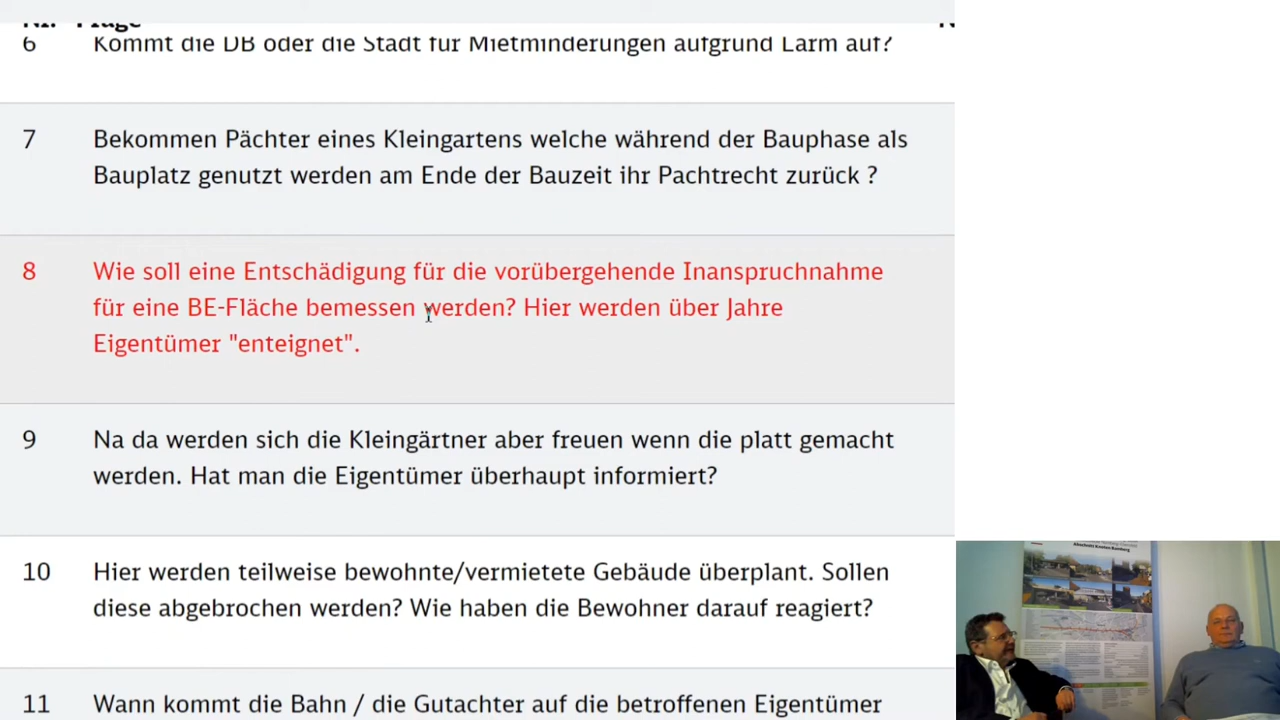 Nr. Frage
6 Kommt die DB oder die Stadt für Mietminderungen aufgrund Lärm auf?
7 Bekommen Pächter eines Kleingartens welche während der Bauphase als
Bauplatz genutzt werden am Ende der Bauzeit ihr Pachtrecht zurück ?
8 Wie soll eine Entschädigung für die vorübergehende Inanspruchnahme
für eine BE-Fläche bemessen werden? Hier werden über Jahre
Eigentümer "enteignet".
9 Na da werden sich die Kleingärtner aber freuen wenn die platt gemacht
werden. Hat man die Eigentümer überhaupt informiert?
10 Hier werden teilweise bewohnte/vermietete Gebäude überplant. Sollen
diese abgebrochen werden? Wie haben die Bewohner darauf reagiert?
11 Wann kommt die Bahn / die Gutachter auf die betroffenen Eigentümer
Abschnitt Knoten Bamberg